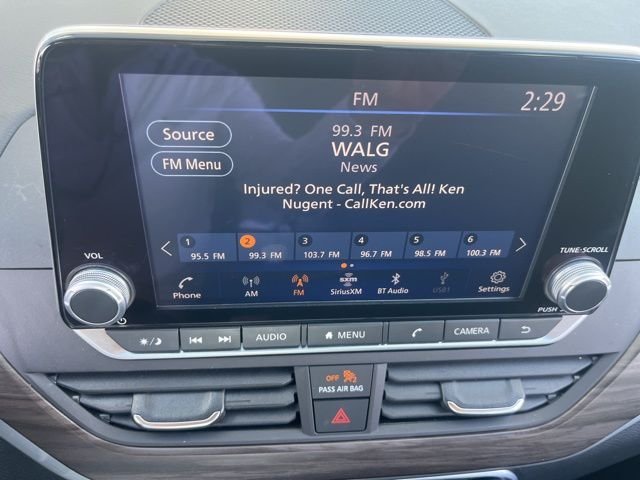 FM
2:29
Source
FM Menu
99.3 FM
WALG
News
Injured? One Call, That's All! Ken
Nugent - CallKen.com
1 2 3 4 5 6
95.5 FM 99.3 FM 103.7 FM 96.7 FM 98.5 FM 100.3 FM
Phone AM FM SiriusXM BT Audio USB1 Settings
sxm
VOL
TUNE·SCROLL
PUSH
AUDIO MENU CAMERA
OFF
PASS AIR BAG